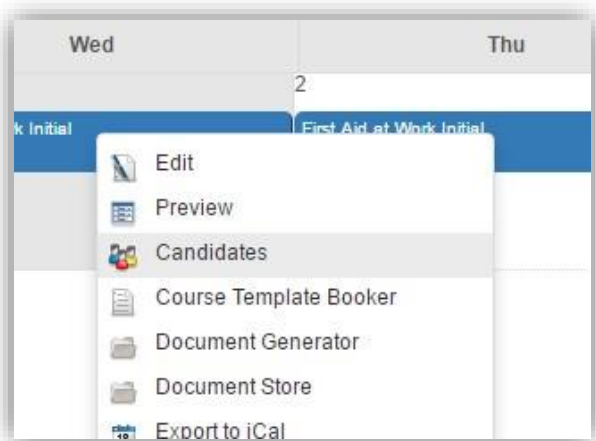 Wed Thu
2
k Initial First Aid at Work Initial
Edit
Preview
Candidates
Course Template Booker
Document Generator
Document Store
Export to iCal